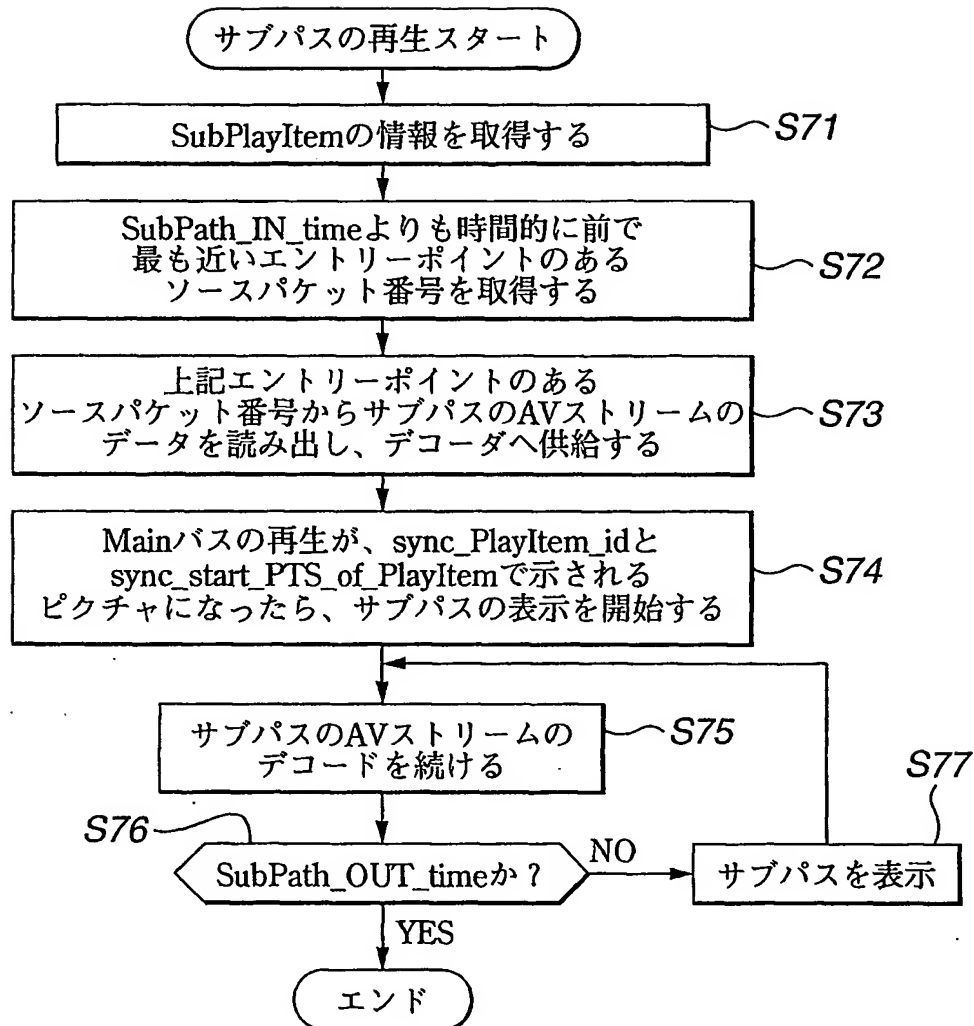 サブパスの再生スタート
SubPlayItemの情報を取得する
S71
SubPath_IN_timeよりも時間的に前で
最も近いエントリーポイントのある
ソースパケット番号を取得する
S72
上記エントリーポイントのある
ソースパケット番号からサブパスのAVストリームの
データを読み出し、デコーダへ供給する
S73
Mainパスの再生が、sync_PlayItem_idと
sync_start_PTS_of_PlayItemで示される
ピクチャになったら、サブパスの表示を開始する
S74
サブパスのAVストリームの
デコードを続ける
S75
S76
SubPath_OUT_timeか？
NO
S77
サブパスを表示
YES
エンド